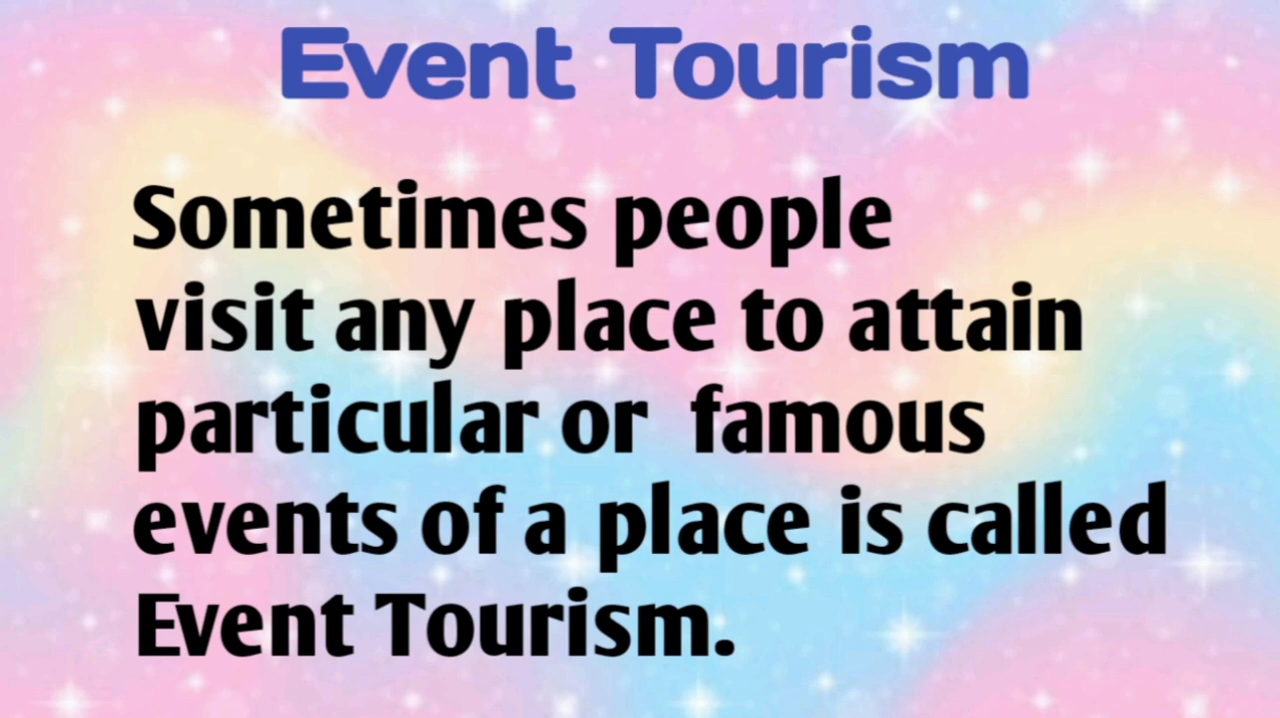 Event Tourism
Sometimes people
visit any place to attain
particular or famous
events of a place is called
Event Tourism.